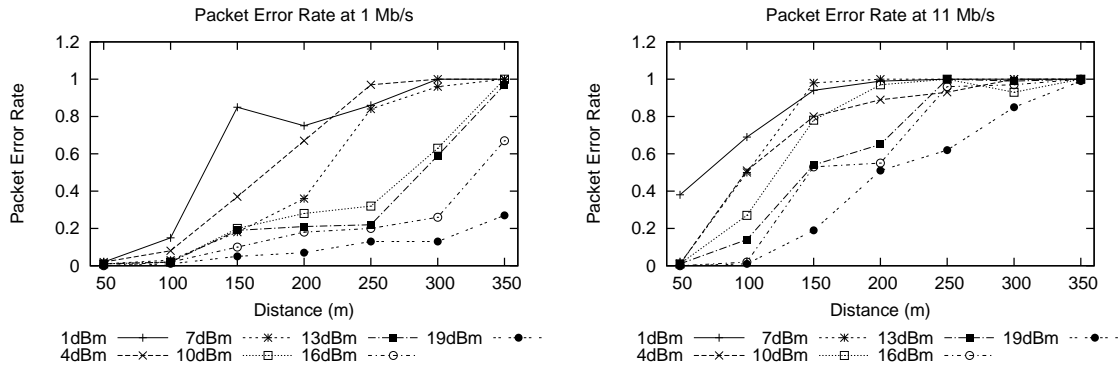 Packet Error Rate at 1 Mb/s
1.2
1
0.8
0.6
0.4
0.2
0
Packet Error Rate
50 100 150 200 250 300 350
Distance (m)
1dBm 7dBm 13dBm 19dBm
4dBm 10dBm 16dBm
Packet Error Rate at 11 Mb/s
1.2
1
0.8
0.6
0.4
0.2
0
Packet Error Rate
50 100 150 200 250 300 350
Distance (m)
1dBm 7dBm 13dBm 19dBm
4dBm 10dBm 16dBm